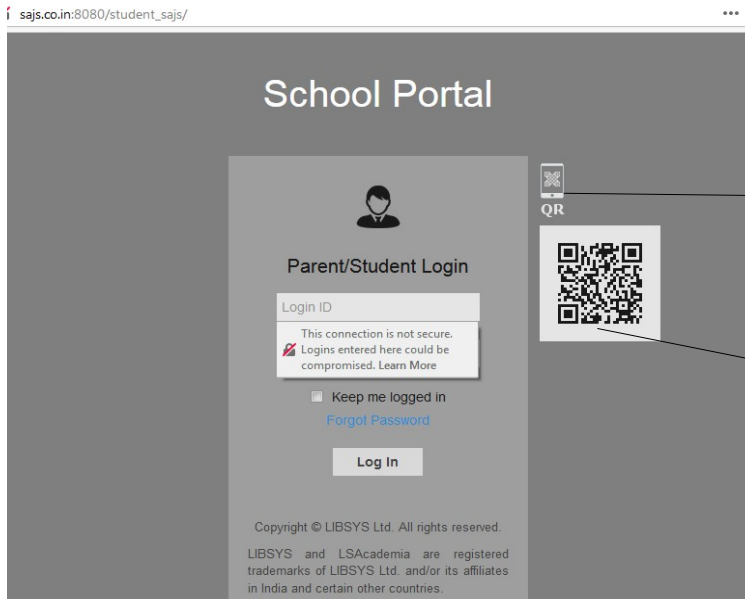 sajs.co.in:8080/student_sajs/
School Portal
QR
Parent/Student Login
Login ID
This connection is not secure.
Logins entered here could be
compromised. Learn More
Keep me logged in
Forgot Password
Log In
Copyright © LIBSYS Ltd. All rights reserved.
LIBSYS and LSAcademia are registered
trademarks of LIBSYS Ltd. and/or its affiliates
in India and certain other countries.